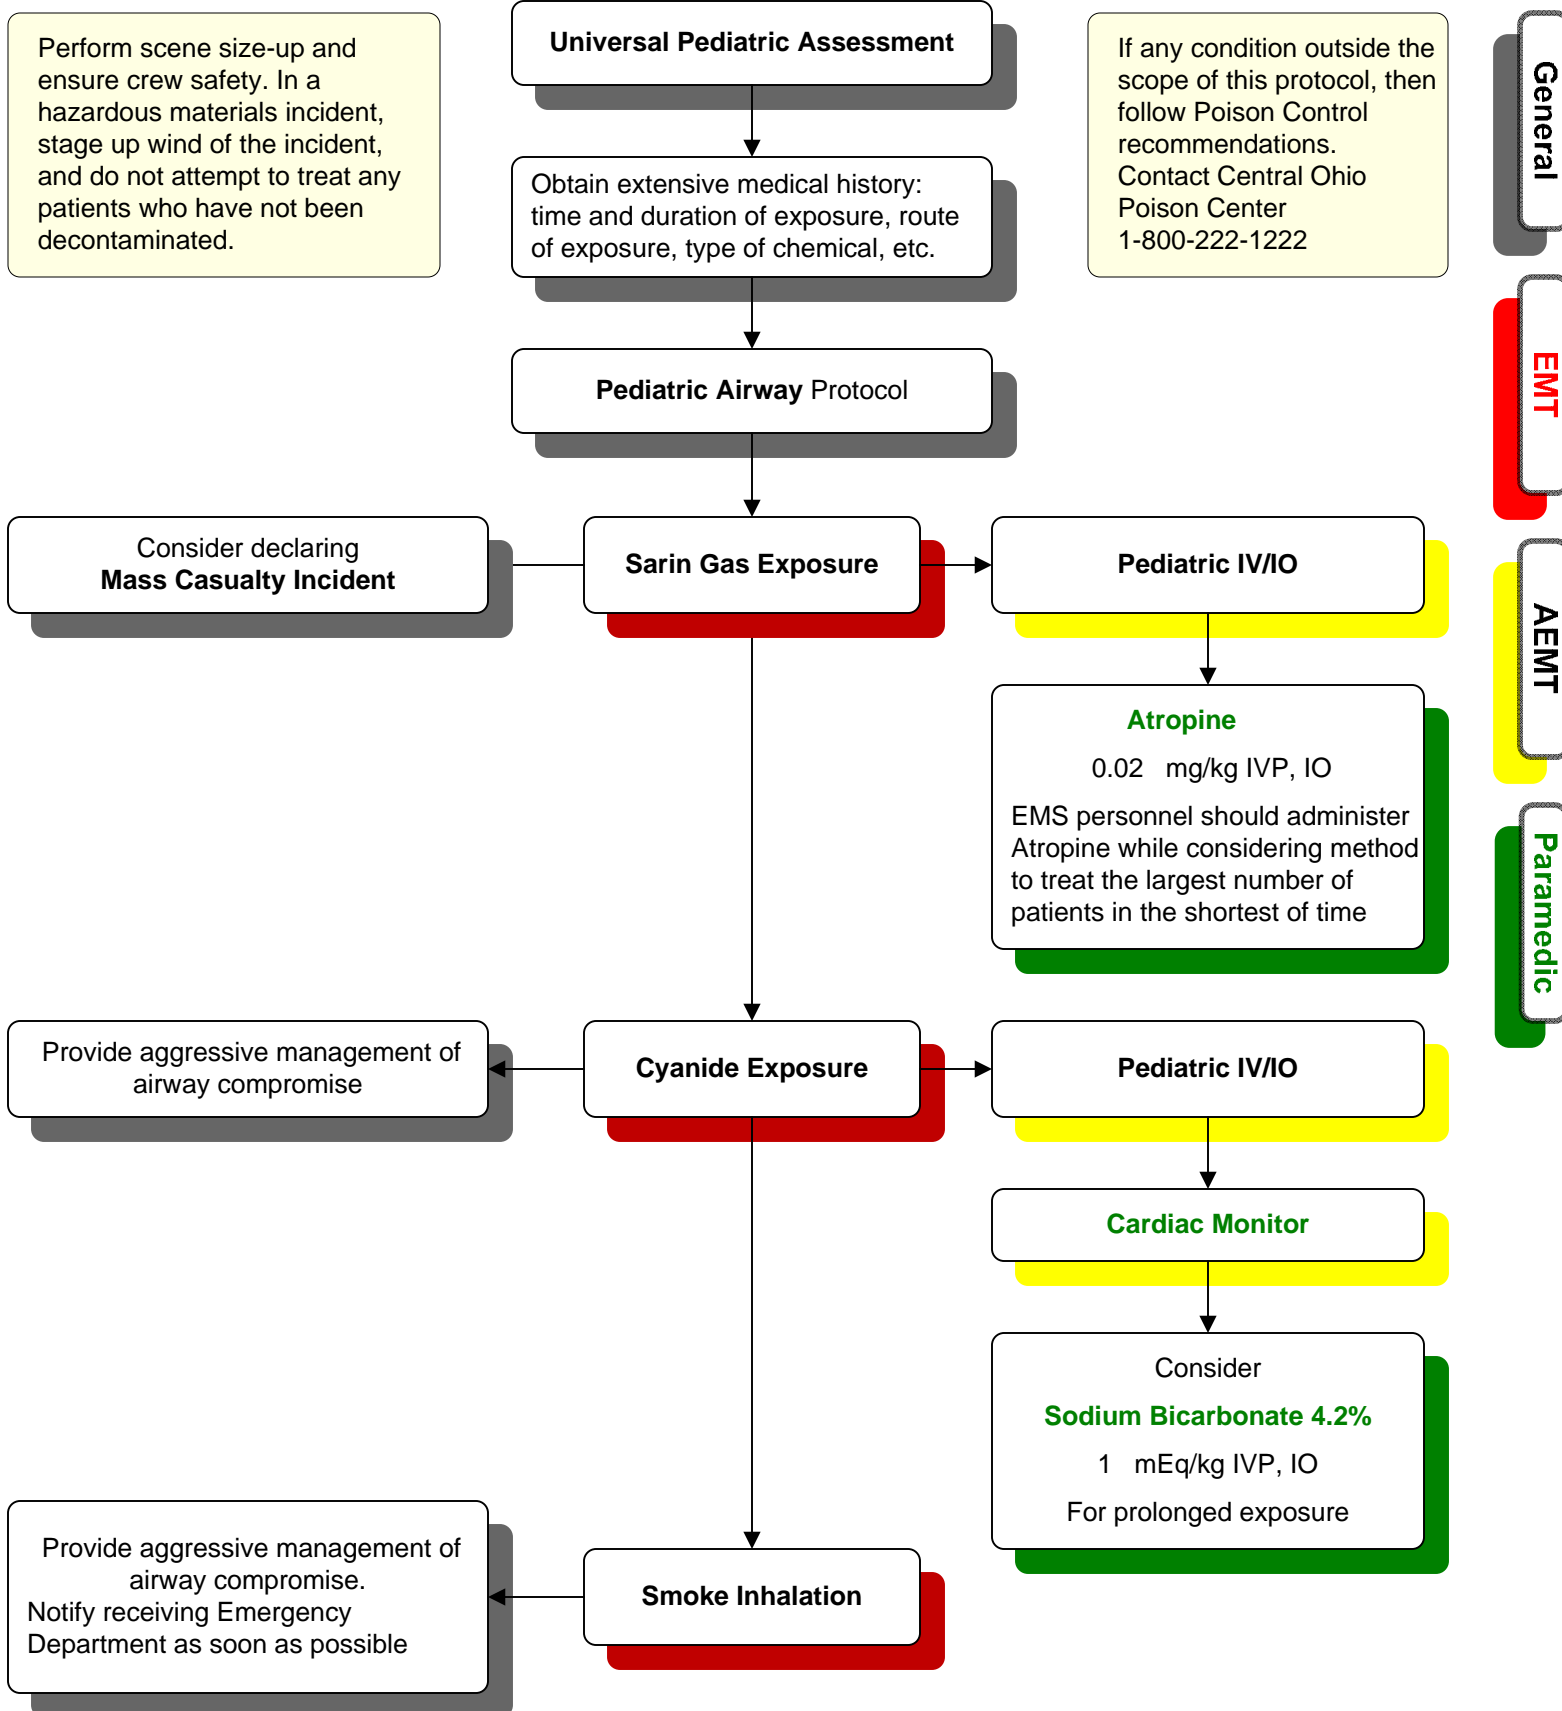 Perform scene size-up and
ensure crew safety. In a
hazardous materials incident,
stage up wind of the incident,
and do not attempt to treat any
patients who have not been
decontaminated.
Universal Pediatric Assessment
If any condition outside the
scope of this protocol, then
follow Poison Control
recommendations.
Contact Central Ohio
Poison Center
1-800-222-1222
Obtain extensive medical history:
time and duration of exposure, route
of exposure, type of chemical, etc.
Pediatric Airway Protocol
Consider declaring
Mass Casualty Incident
Sarin Gas Exposure
Pediatric IV/IO
Atropine
0.02 mg/kg IVP, IO
EMS personnel should administer
Atropine while considering method
to treat the largest number of
patients in the shortest of time
Provide aggressive management of
airway compromise
Cyanide Exposure
Pediatric IV/IO
Cardiac Monitor
Consider
Sodium Bicarbonate 4.2%
1 mEq/kg IVP, IO
For prolonged exposure
Provide aggressive management of
airway compromise.
Notify receiving Emergency
Department as soon as possible
Smoke Inhalation
General
EMT
AEMT
Paramedic